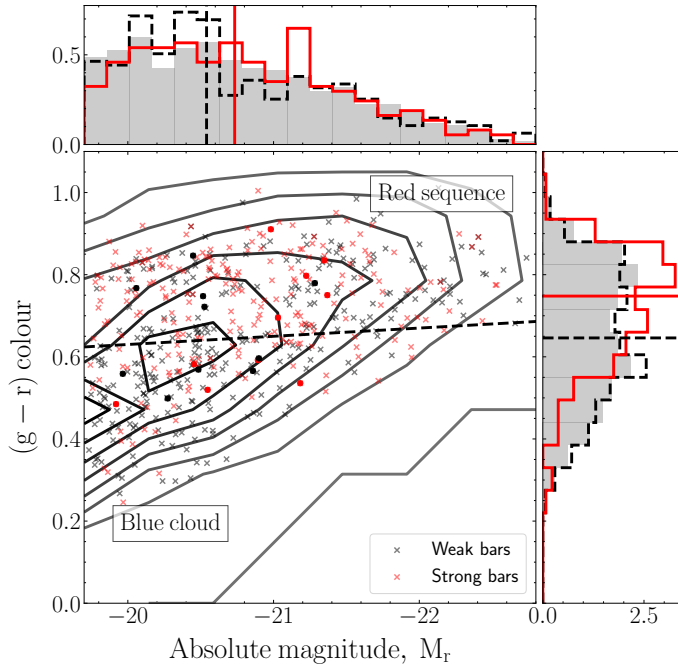 0.5
0.0
1.0
0.8
0.6
0.4
0.2
0.0
(g − r) colour
Red sequence
Blue cloud
Weak bars
Strong bars
−20
−21
−22
0.0
2.5
Absolute magnitude, M_r